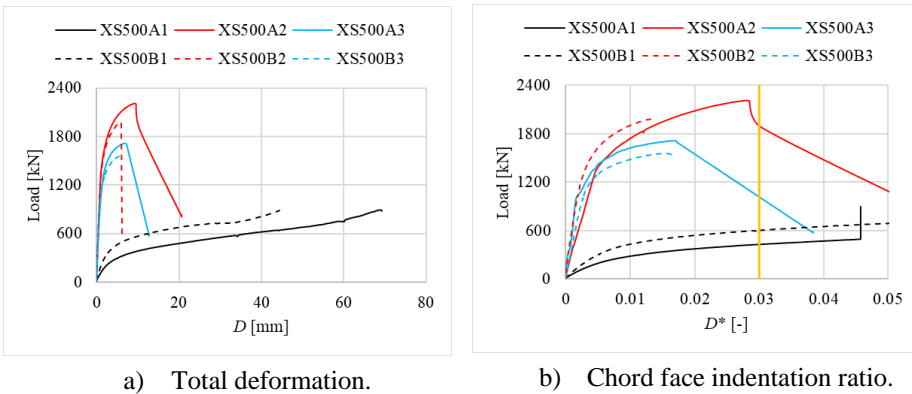 XS500A1 XS500A2 XS500A3
XS500B1 XS500B2 XS500B3
2400
1800
1200
600
0
Load [kN]
0 20 40 60 80
D [mm]
a) Total deformation.
XS500A1 XS500A2 XS500A3
XS500B1 XS500B2 XS500B3
2400
1800
1200
600
0
Load [kN]
0 0.01 0.02 0.03 0.04 0.05
D* [-]
b) Chord face indentation ratio.